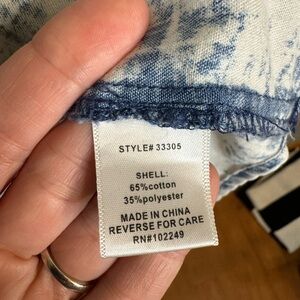 STYLE# 33305
SHELL:
65%cotton
35%polyester
MADE IN CHINA
REVERSE FOR CARE
RN#102249